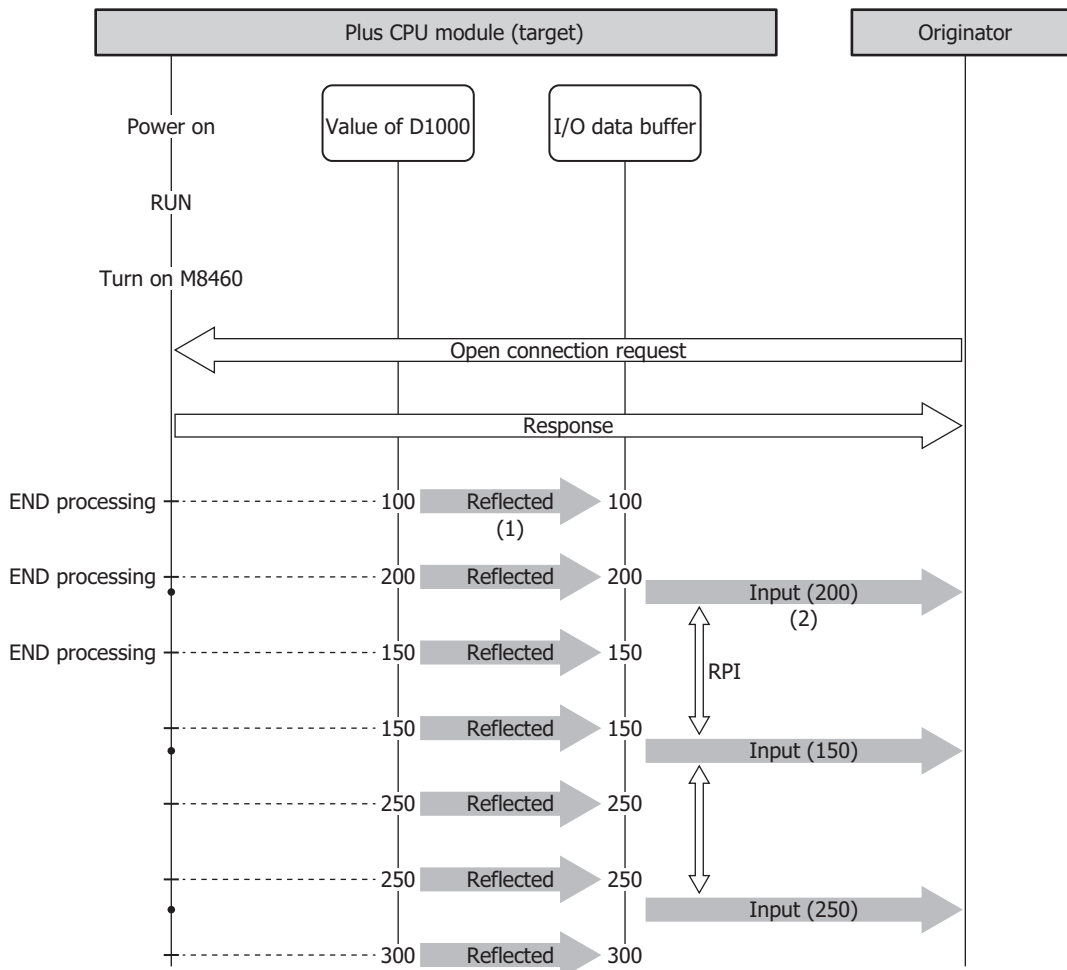 Plus CPU module (target)
Originator
Power on
Value of D1000
I/O data buffer
RUN
Turn on M8460
Open connection request
Response
END processing
100
Reflected
100
(1)
END processing
200
Reflected
200
Input (200)
(2)
END processing
150
Reflected
150
RPI
150
Reflected
150
Input (150)
250
Reflected
250
250
Reflected
250
Input (250)
300
Reflected
300